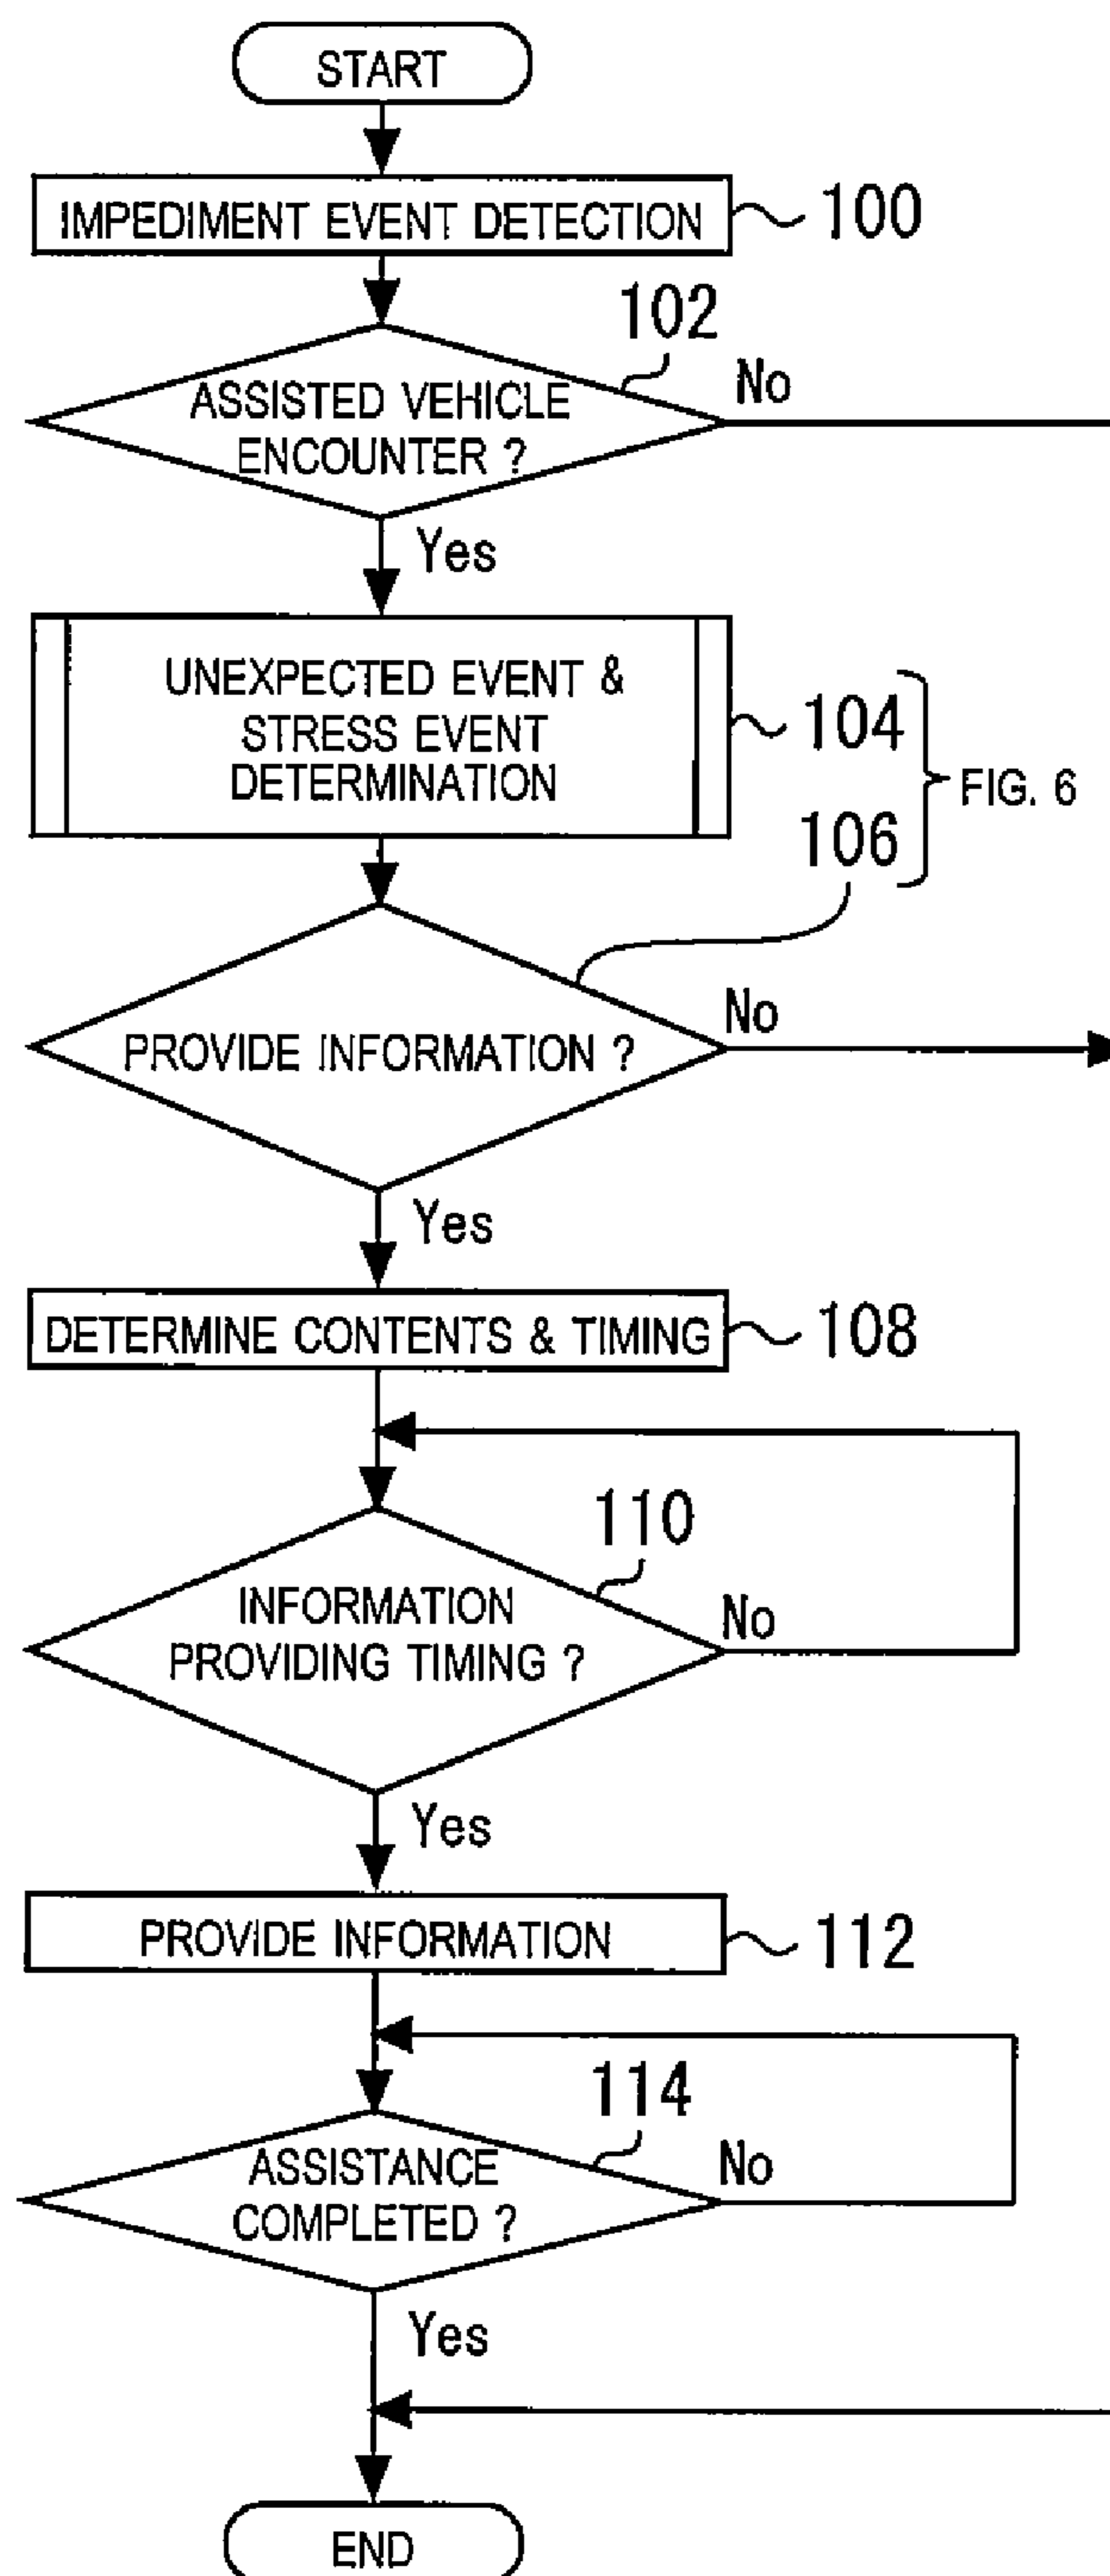 START
IMPEDIMENT EVENT DETECTION
100
102
ASSISTED VEHICLE
ENCOUNTER ?
No
Yes
UNEXPECTED EVENT &
STRESS EVENT
DETERMINATION
104
FIG. 6
106
PROVIDE INFORMATION ?
No
Yes
DETERMINE CONTENTS & TIMING
108
110
INFORMATION
PROVIDING TIMING ?
No
Yes
PROVIDE INFORMATION
112
114
ASSISTANCE
COMPLETED ?
No
Yes
END